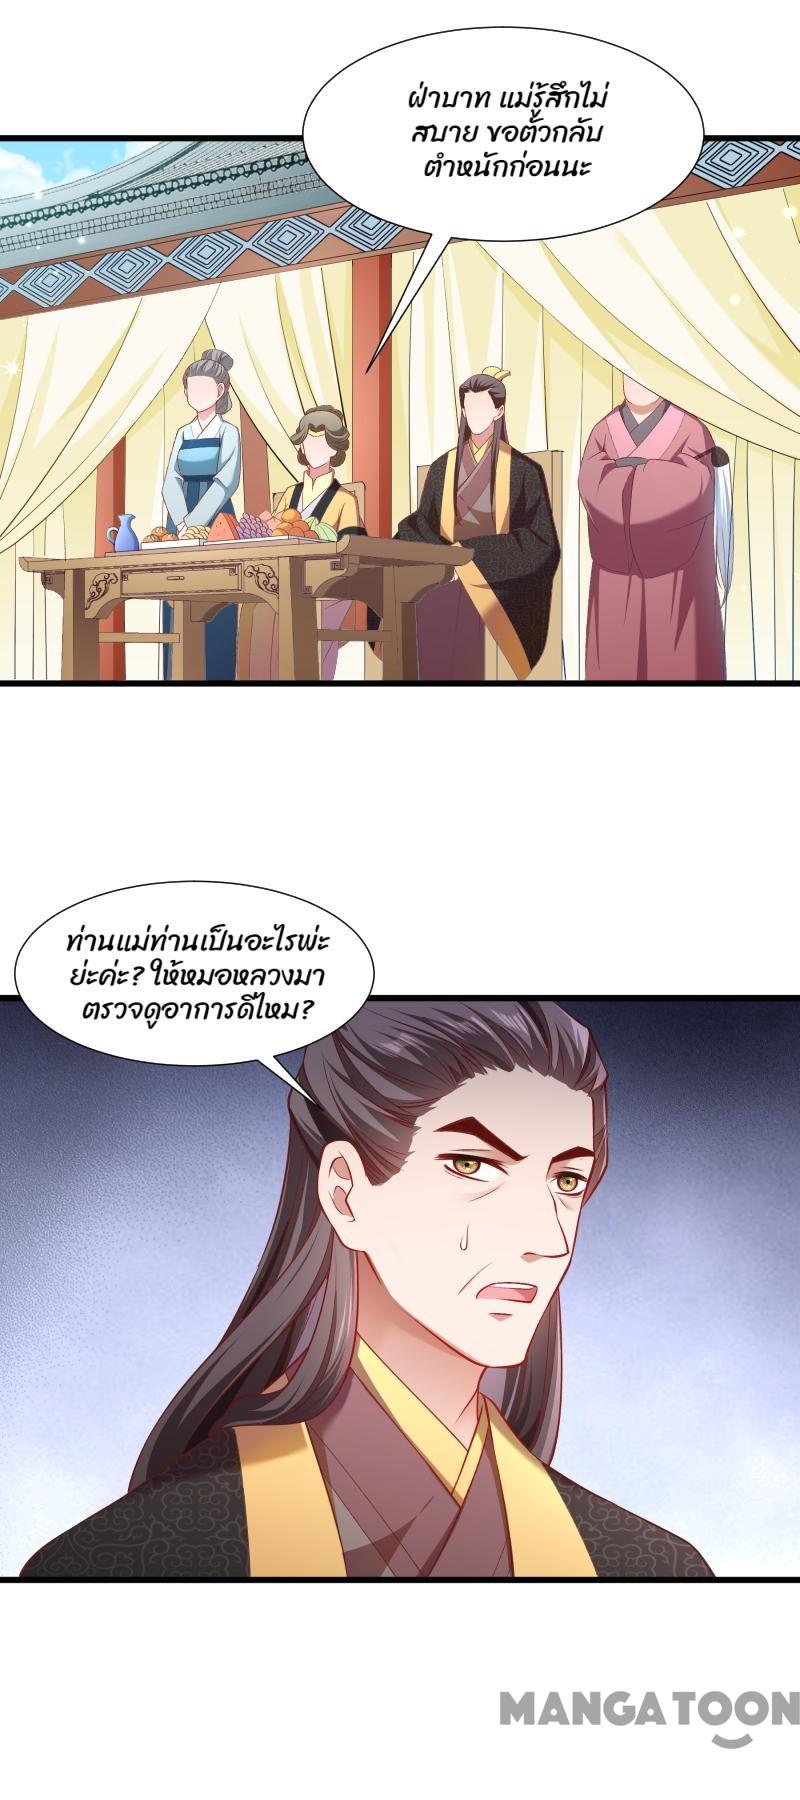 ฝ่าบาท แม่รู้สึกไม่
สบาย ขอตัวกลับ
ตำหนักก่อนนะ
ท่านแม่ท่านเป็นอะไรพ่ะ
ย่ะค่ะ? ให้หมอหลวงมา
ตรวจดูอาการดีไหม?
MANGA TOON